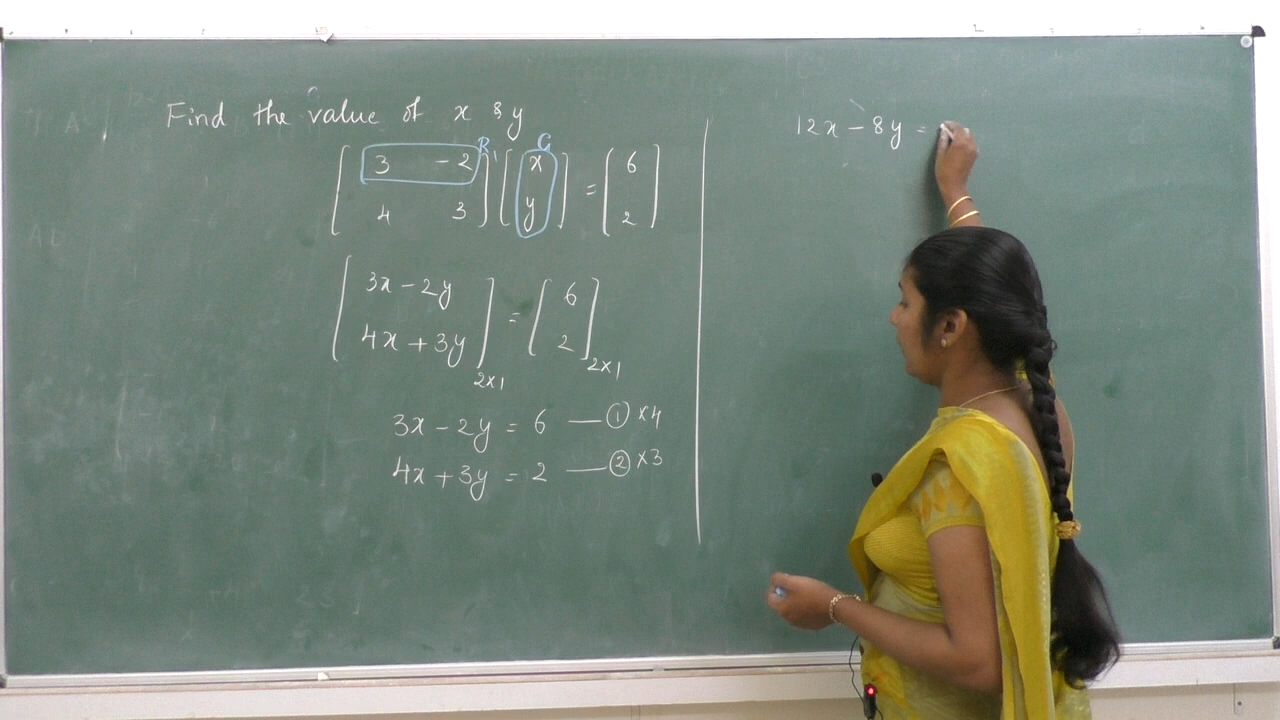 Find the value of x & y
R1 C
[ 3 -2 ] [ x ] = [ 6 ]
[ 4 3 ] [ y ] [ 2 ]
[ 3x - 2y ] = [ 6 ]
[ 4x + 3y ] 2x1 [ 2 ] 2x1
3x - 2y = 6 — ① x4
4x + 3y = 2 — ② x3
12x - 8y =